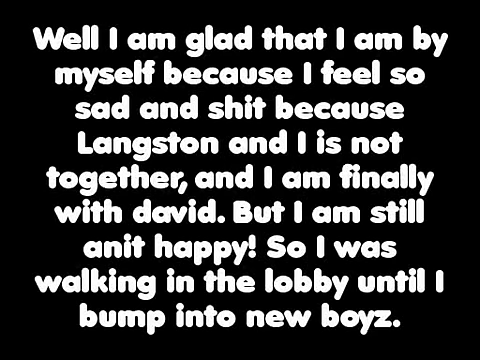 Well I am glad that I am by
myself because I feel so
sad and shit because
Langston and I is not
together, and I am finally
with david. But I am still
anit happy! So I was
walking in the lobby until I
bump into new boyz.